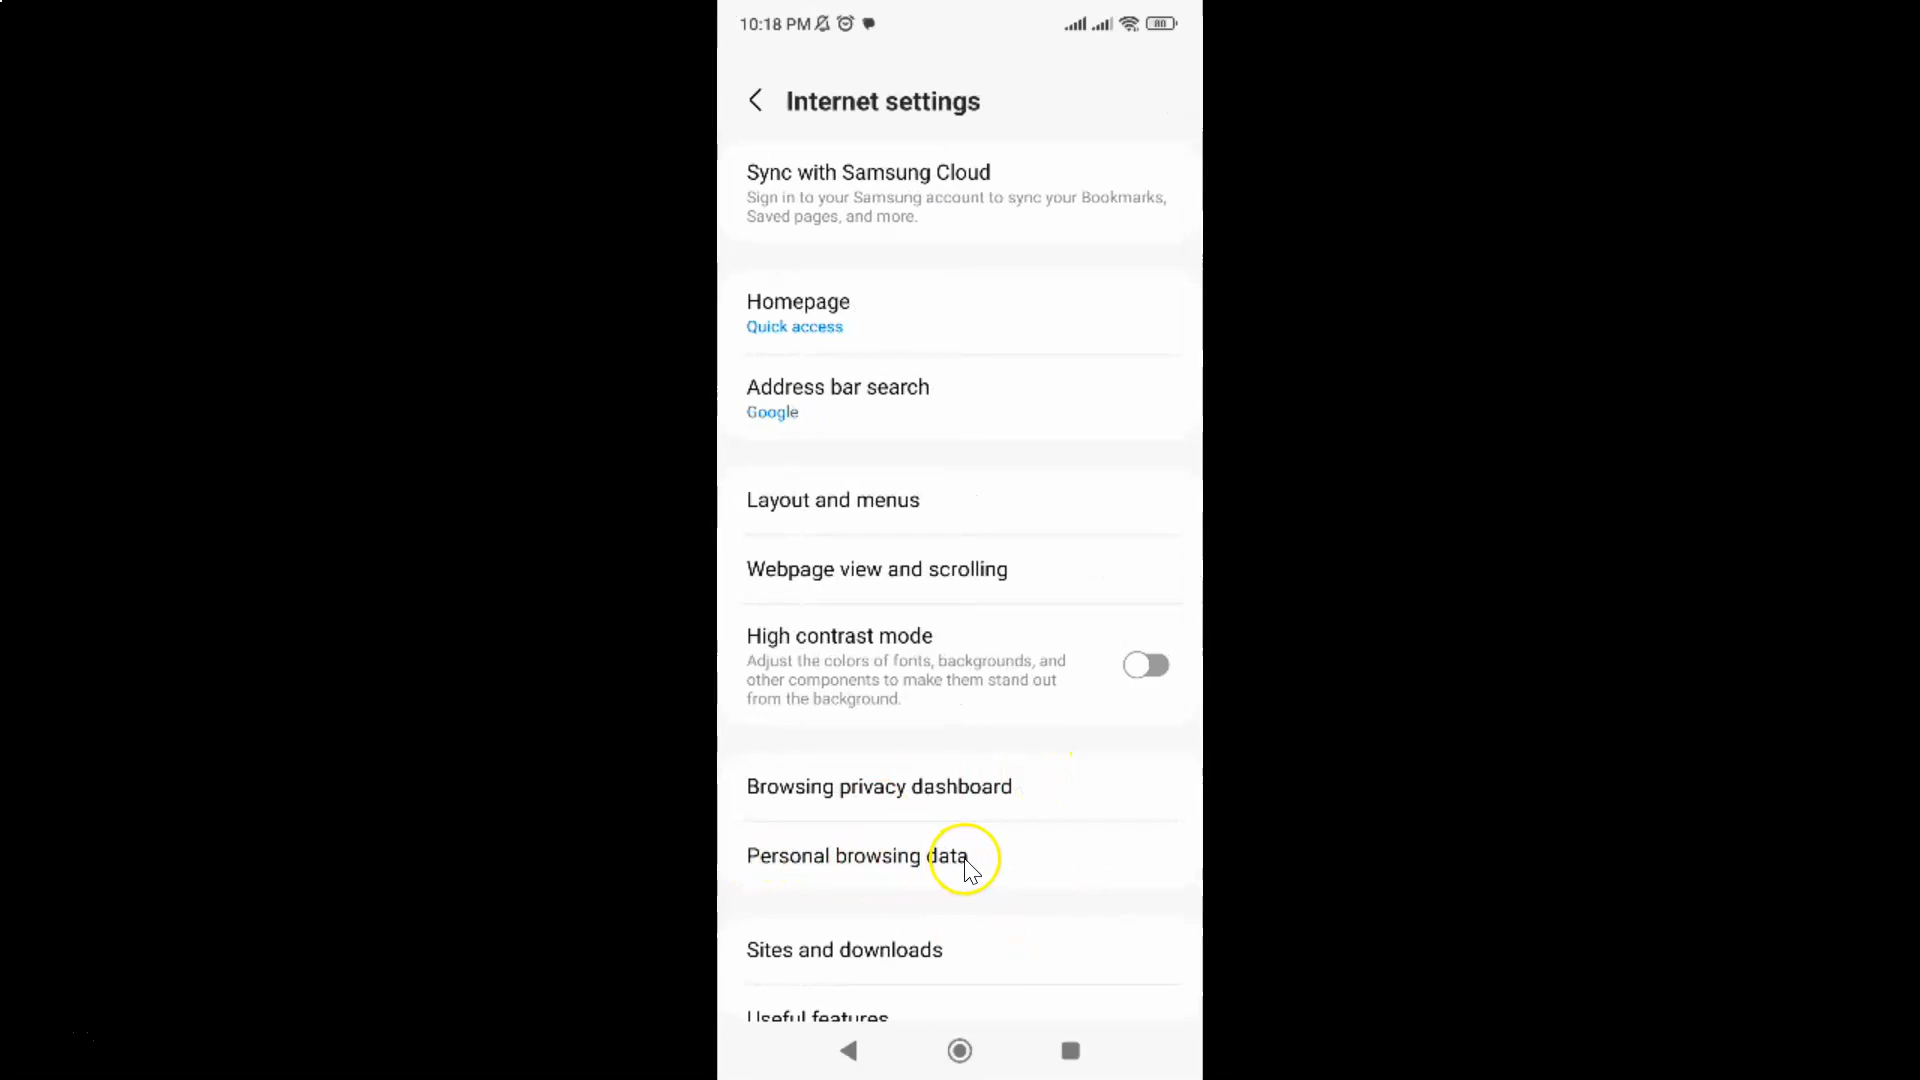 10:18 PM
80
Internet settings
Sync with Samsung Cloud
Sign in to your Samsung account to sync your Bookmarks,
Saved pages, and more.
Homepage
Quick access
Address bar search
Google
Layout and menus
Webpage view and scrolling
High contrast mode
Adjust the colors of fonts, backgrounds, and
other components to make them stand out
from the background.
Browsing privacy dashboard
Personal browsing data
Sites and downloads
Useful features